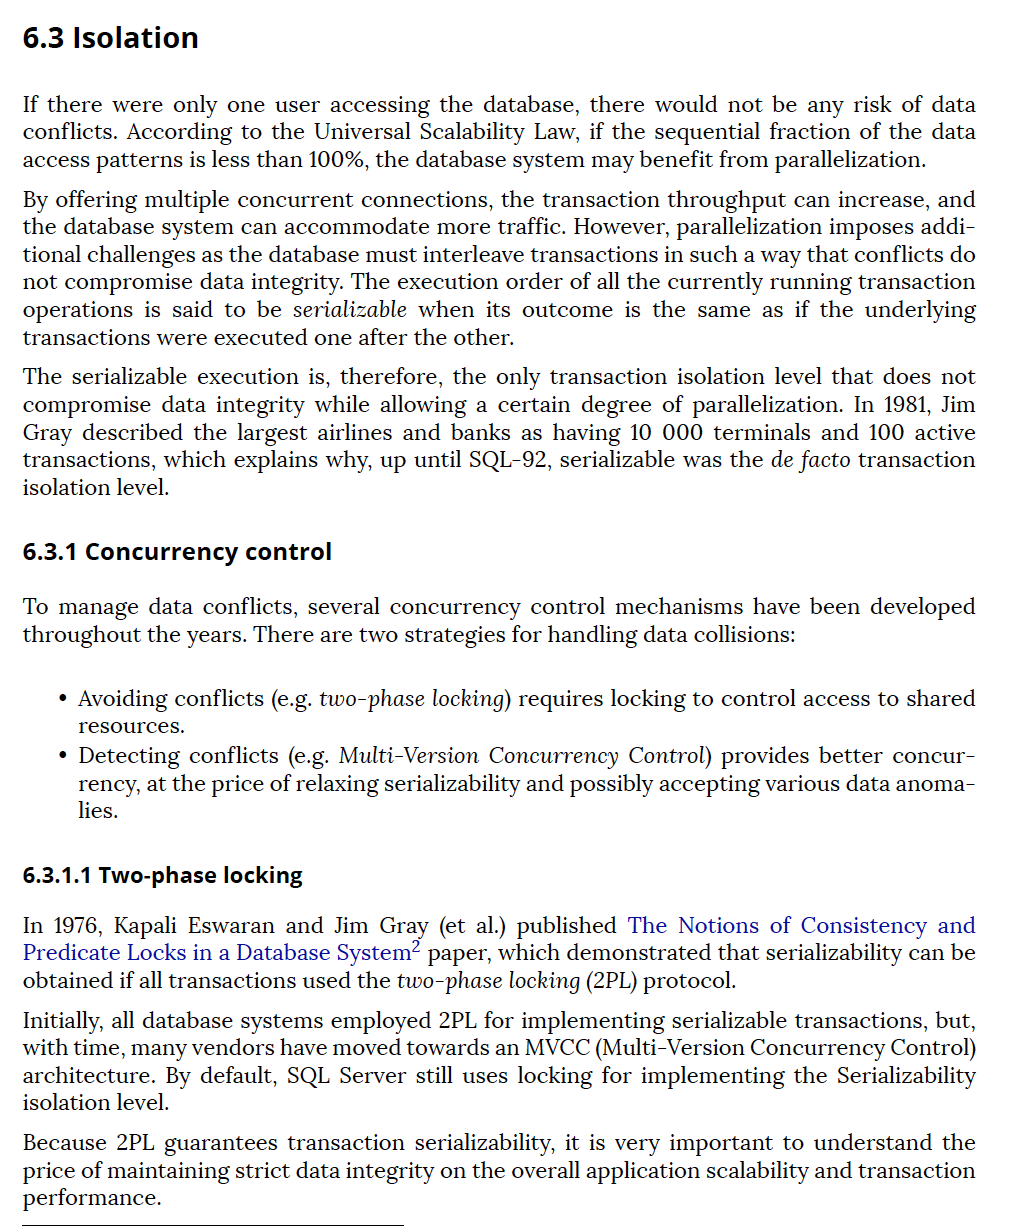 6.3 Isolation
If there were only one user accessing the database, there would not be any risk of data
conflicts. According to the Universal Scalability Law, if the sequential fraction of the data
access patterns is less than 100%, the database system may benefit from parallelization.
By offering multiple concurrent connections, the transaction throughput can increase, and
the database system can accommodate more traffic. However, parallelization imposes addi-
tional challenges as the database must interleave transactions in such a way that conflicts do
not compromise data integrity. The execution order of all the currently running transaction
operations is said to be serializable when its outcome is the same as if the underlying
transactions were executed one after the other.
The serializable execution is, therefore, the only transaction isolation level that does not
compromise data integrity while allowing a certain degree of parallelization. In 1981, Jim
Gray described the largest airlines and banks as having 10 000 terminals and 100 active
transactions, which explains why, up until SQL-92, serializable was the de facto transaction
isolation level.
6.3.1 Concurrency control
To manage data conflicts, several concurrency control mechanisms have been developed
throughout the years. There are two strategies for handling data collisions:
• Avoiding conflicts (e.g. two-phase locking) requires locking to control access to shared
resources.
• Detecting conflicts (e.g. Multi-Version Concurrency Control) provides better concur-
rency, at the price of relaxing serializability and possibly accepting various data anoma-
lies.
6.3.1.1 Two-phase locking
In 1976, Kapali Eswaran and Jim Gray (et al.) published The Notions of Consistency and
Predicate Locks in a Database System² paper, which demonstrated that serializability can be
obtained if all transactions used the two-phase locking (2PL) protocol.
Initially, all database systems employed 2PL for implementing serializable transactions, but,
with time, many vendors have moved towards an MVCC (Multi-Version Concurrency Control)
architecture. By default, SQL Server still uses locking for implementing the Serializability
isolation level.
Because 2PL guarantees transaction serializability, it is very important to understand the
price of maintaining strict data integrity on the overall application scalability and transaction
performance.